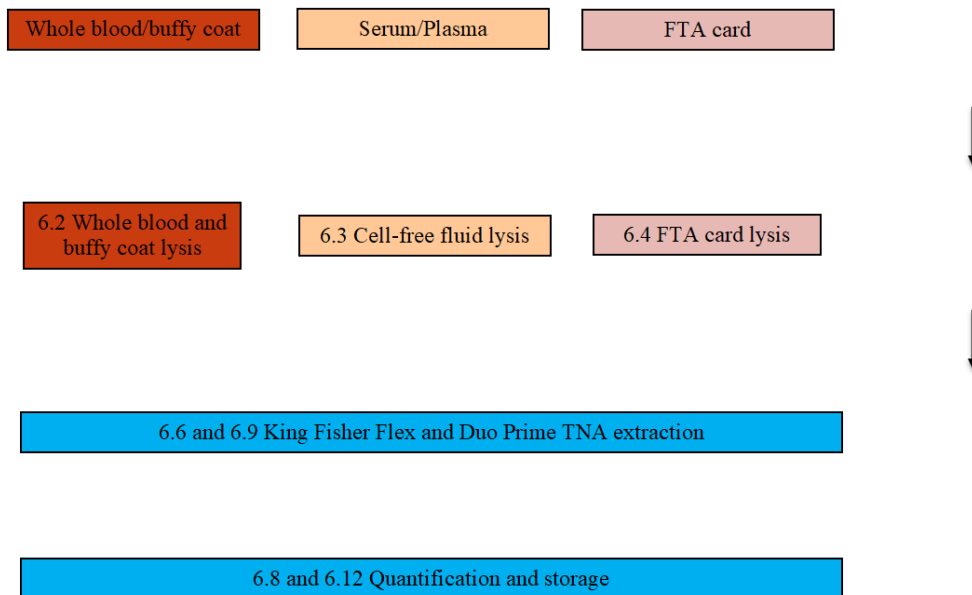 Whole blood/buffy coat
Serum/Plasma
FTA card
6.2 Whole blood and
buffy coat lysis
6.3 Cell-free fluid lysis
6.4 FTA card lysis
6.6 and 6.9 King Fisher Flex and Duo Prime TNA extraction
6.8 and 6.12 Quantification and storage